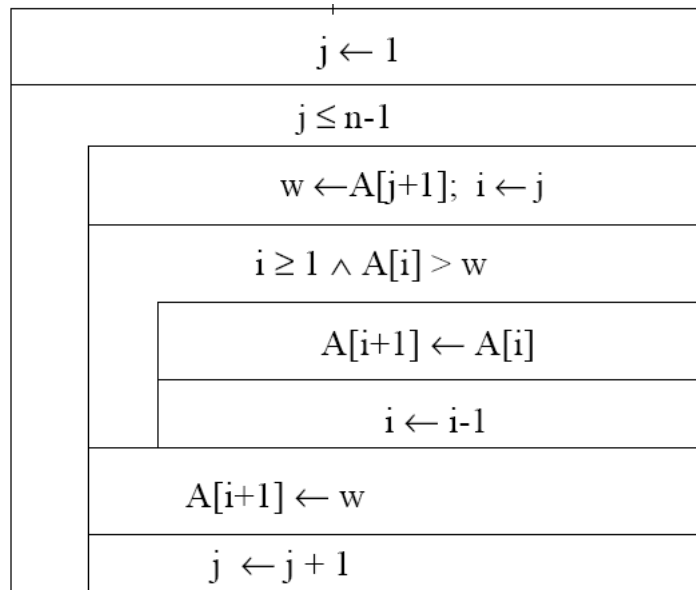 j ← 1
j ≤ n-1
w ←A[j+1]; i ← j
i ≥ 1 ∧ A[i] > w
A[i+1] ← A[i]
i ← i-1
A[i+1] ← w
j ← j + 1